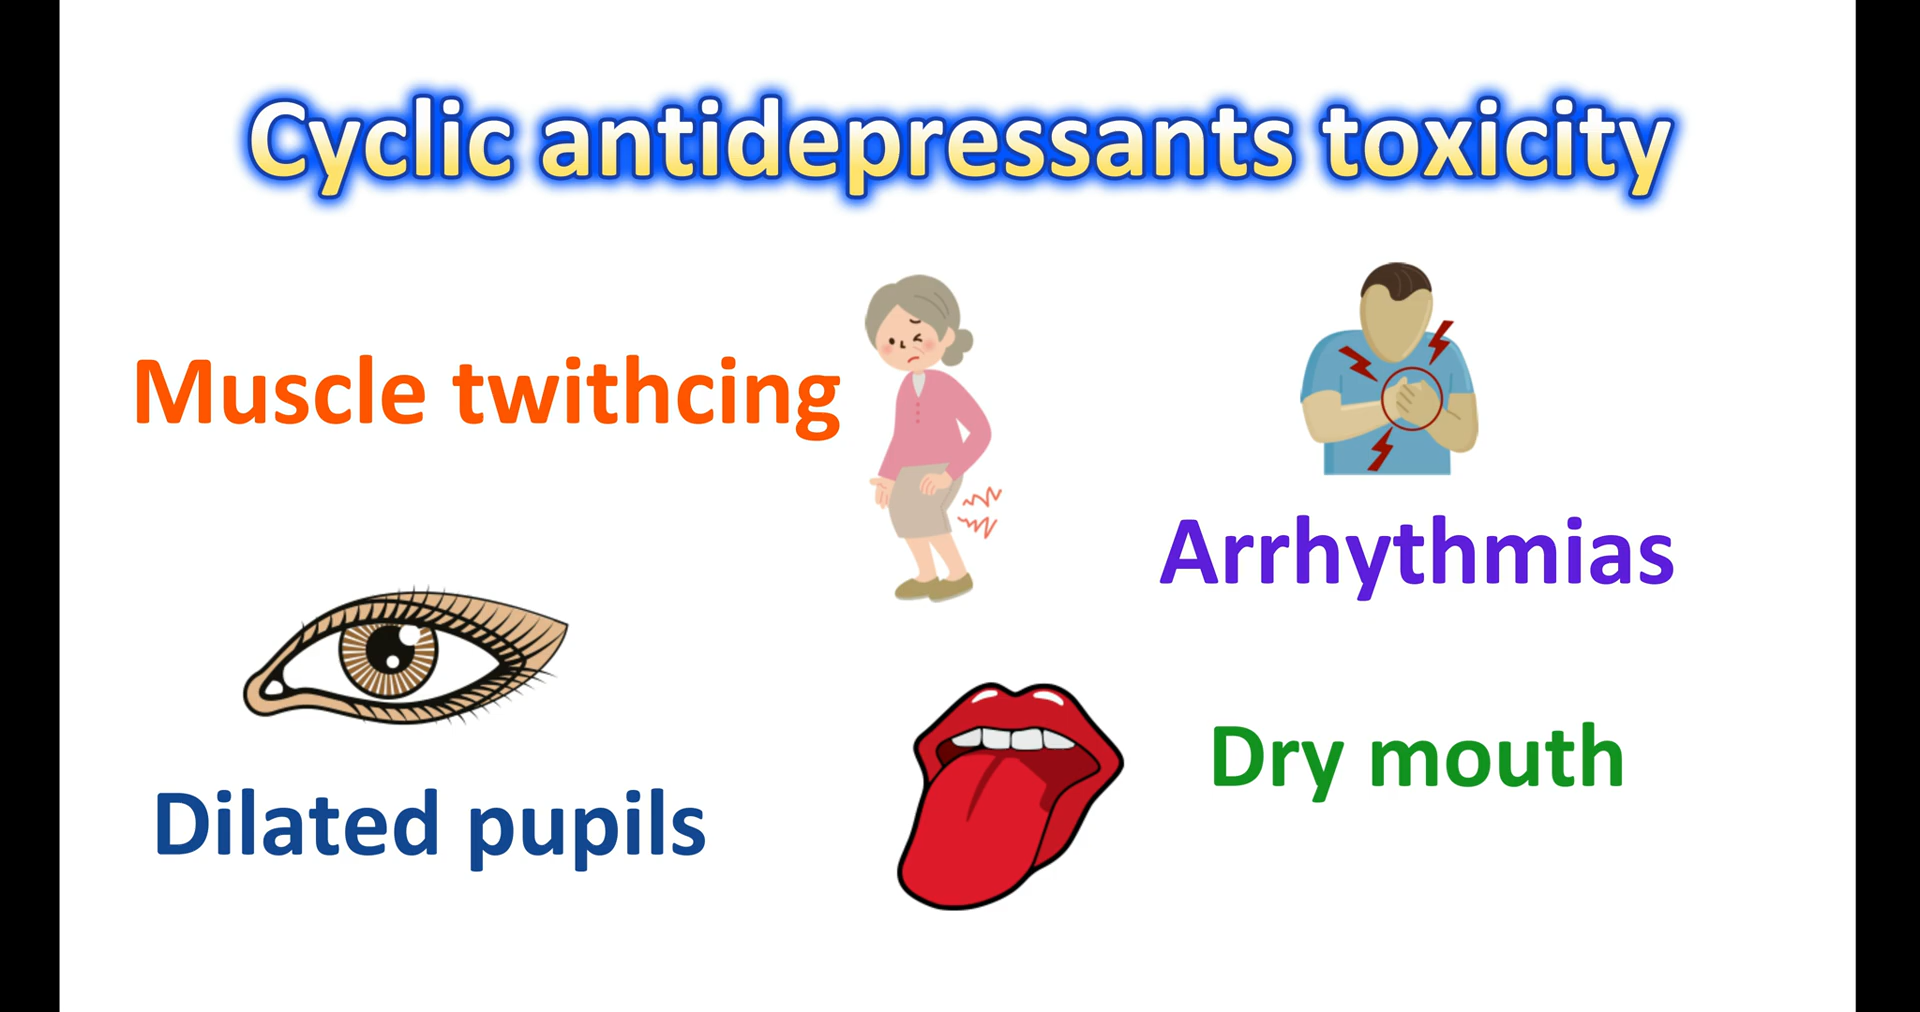 Cyclic antidepressants toxicity
Muscle twithcing
Arrhythmias
Dilated pupils
Dry mouth